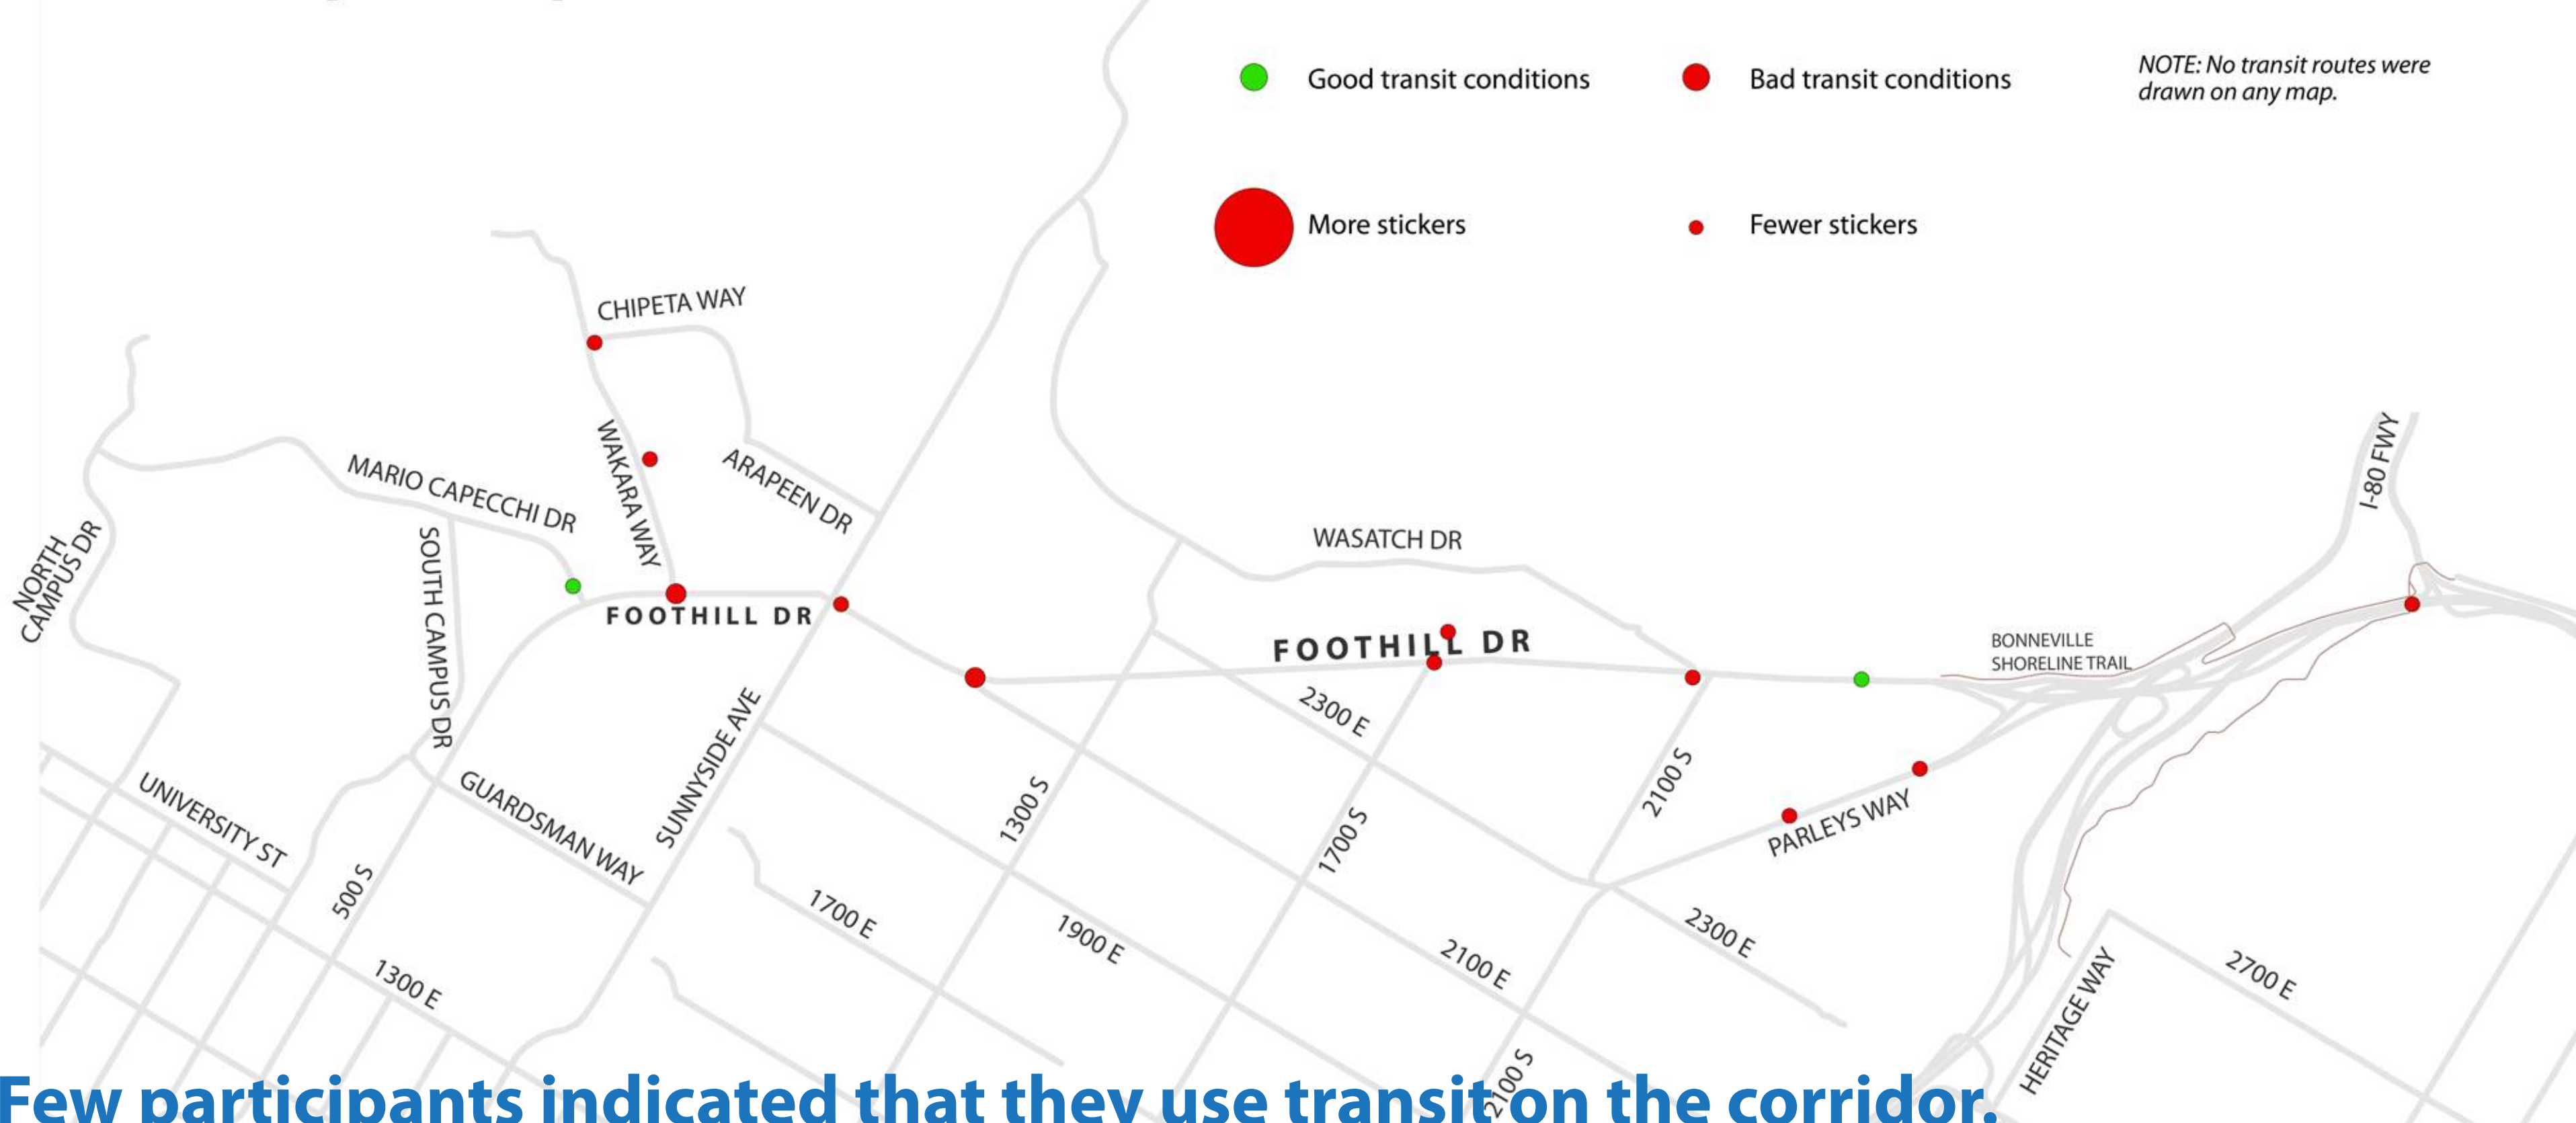 Good transit conditions
Bad transit conditions
NOTE: No transit routes were
drawn on any map.
More stickers
Fewer stickers
CHIPETA WAY
WAKARA WAY
ARAPEEN DR
MARIO CAPECCHI DR
SOUTH CAMPUS DR
NORTH
CAMPUS DR
FOOTHILL DR
WASATCH DR
FOOTHILL DR
I-80 FWY
BONNEVILLE
SHORELINE TRAIL
2300 E
2100 S
PARLEYS WAY
SUNNYSIDE AVE
UNIVERSITY ST
GUARDSMAN WAY
500 S
1300 S
1700 S
1700 E
1900 E
2100 E
2300 E
1300 E
2700 E
HERITAGE WAY
2100 S
Few participants indicated that they use transit on the corridor.